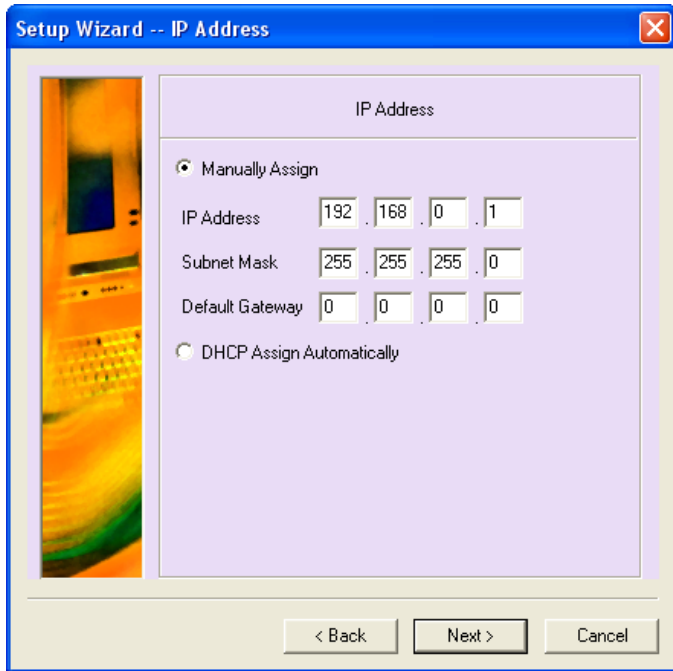 Setup Wizard -- IP Address
IP Address
Manually Assign
IP Address 192 . 168 . 0 . 1
Subnet Mask 255 . 255 . 255 . 0
Default Gateway 0 . 0 . 0 . 0
DHCP Assign Automatically
< Back Next > Cancel